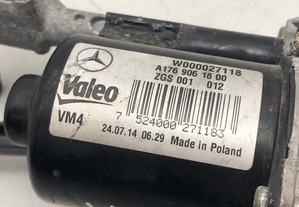 W000027118
A176 906 18 00
ZGS 001 012
Valeo
VM4
7 524000 271183
24.07.14 06.29 Made in Poland